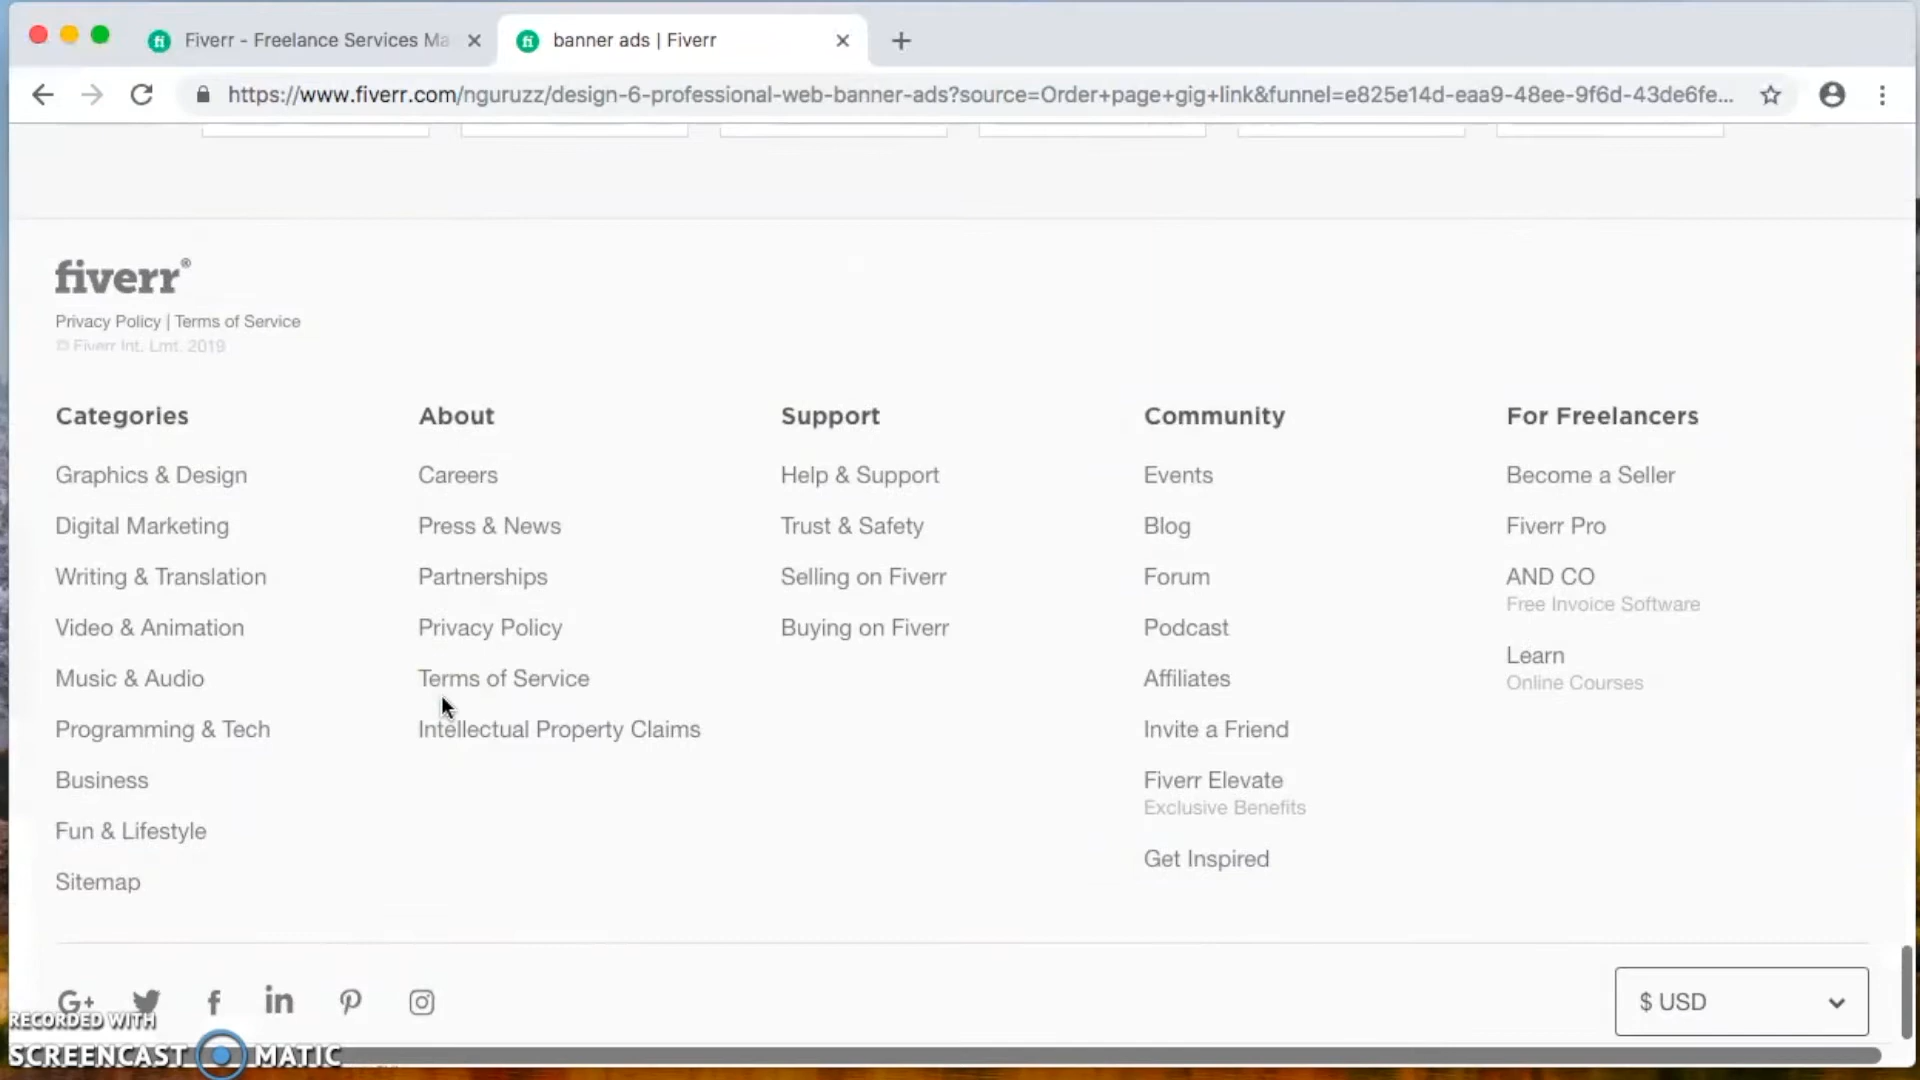 Fiverr - Freelance Services Ma
banner ads | Fiverr
https://www.fiverr.com/nguruzz/design-6-professional-web-banner-ads?source=Order+page+gig+link&funnel=e825e14d-eaa9-48ee-9f6d-43de6fe...
fiverr®
Privacy Policy | Terms of Service
© Fiverr Int. Lmt. 2019
Categories
Graphics & Design
Digital Marketing
Writing & Translation
Video & Animation
Music & Audio
Programming & Tech
Business
Fun & Lifestyle
Sitemap
About
Careers
Press & News
Partnerships
Privacy Policy
Terms of Service
Intellectual Property Claims
Support
Help & Support
Trust & Safety
Selling on Fiverr
Buying on Fiverr
Community
Events
Blog
Forum
Podcast
Affiliates
Invite a Friend
Fiverr Elevate
Exclusive Benefits
Get Inspired
For Freelancers
Become a Seller
Fiverr Pro
AND CO
Free Invoice Software
Learn
Online Courses
$ USD
RECORDED WITH
SCREENCAST MATIC